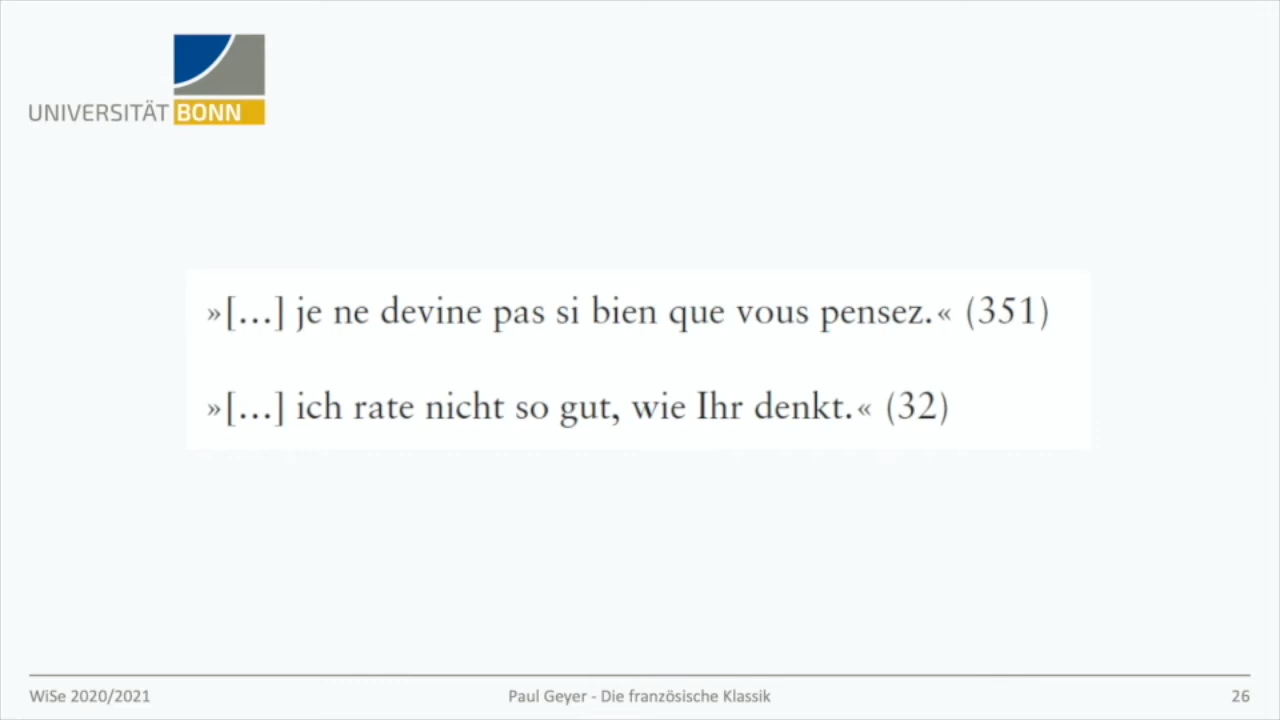 UNIVERSITÄT BONN
»[...] je ne devine pas si bien que vous pensez.« (351)
»[...] ich rate nicht so gut, wie Ihr denkt.« (32)
WiSe 2020/2021
Paul Geyer - Die französische Klassik
26